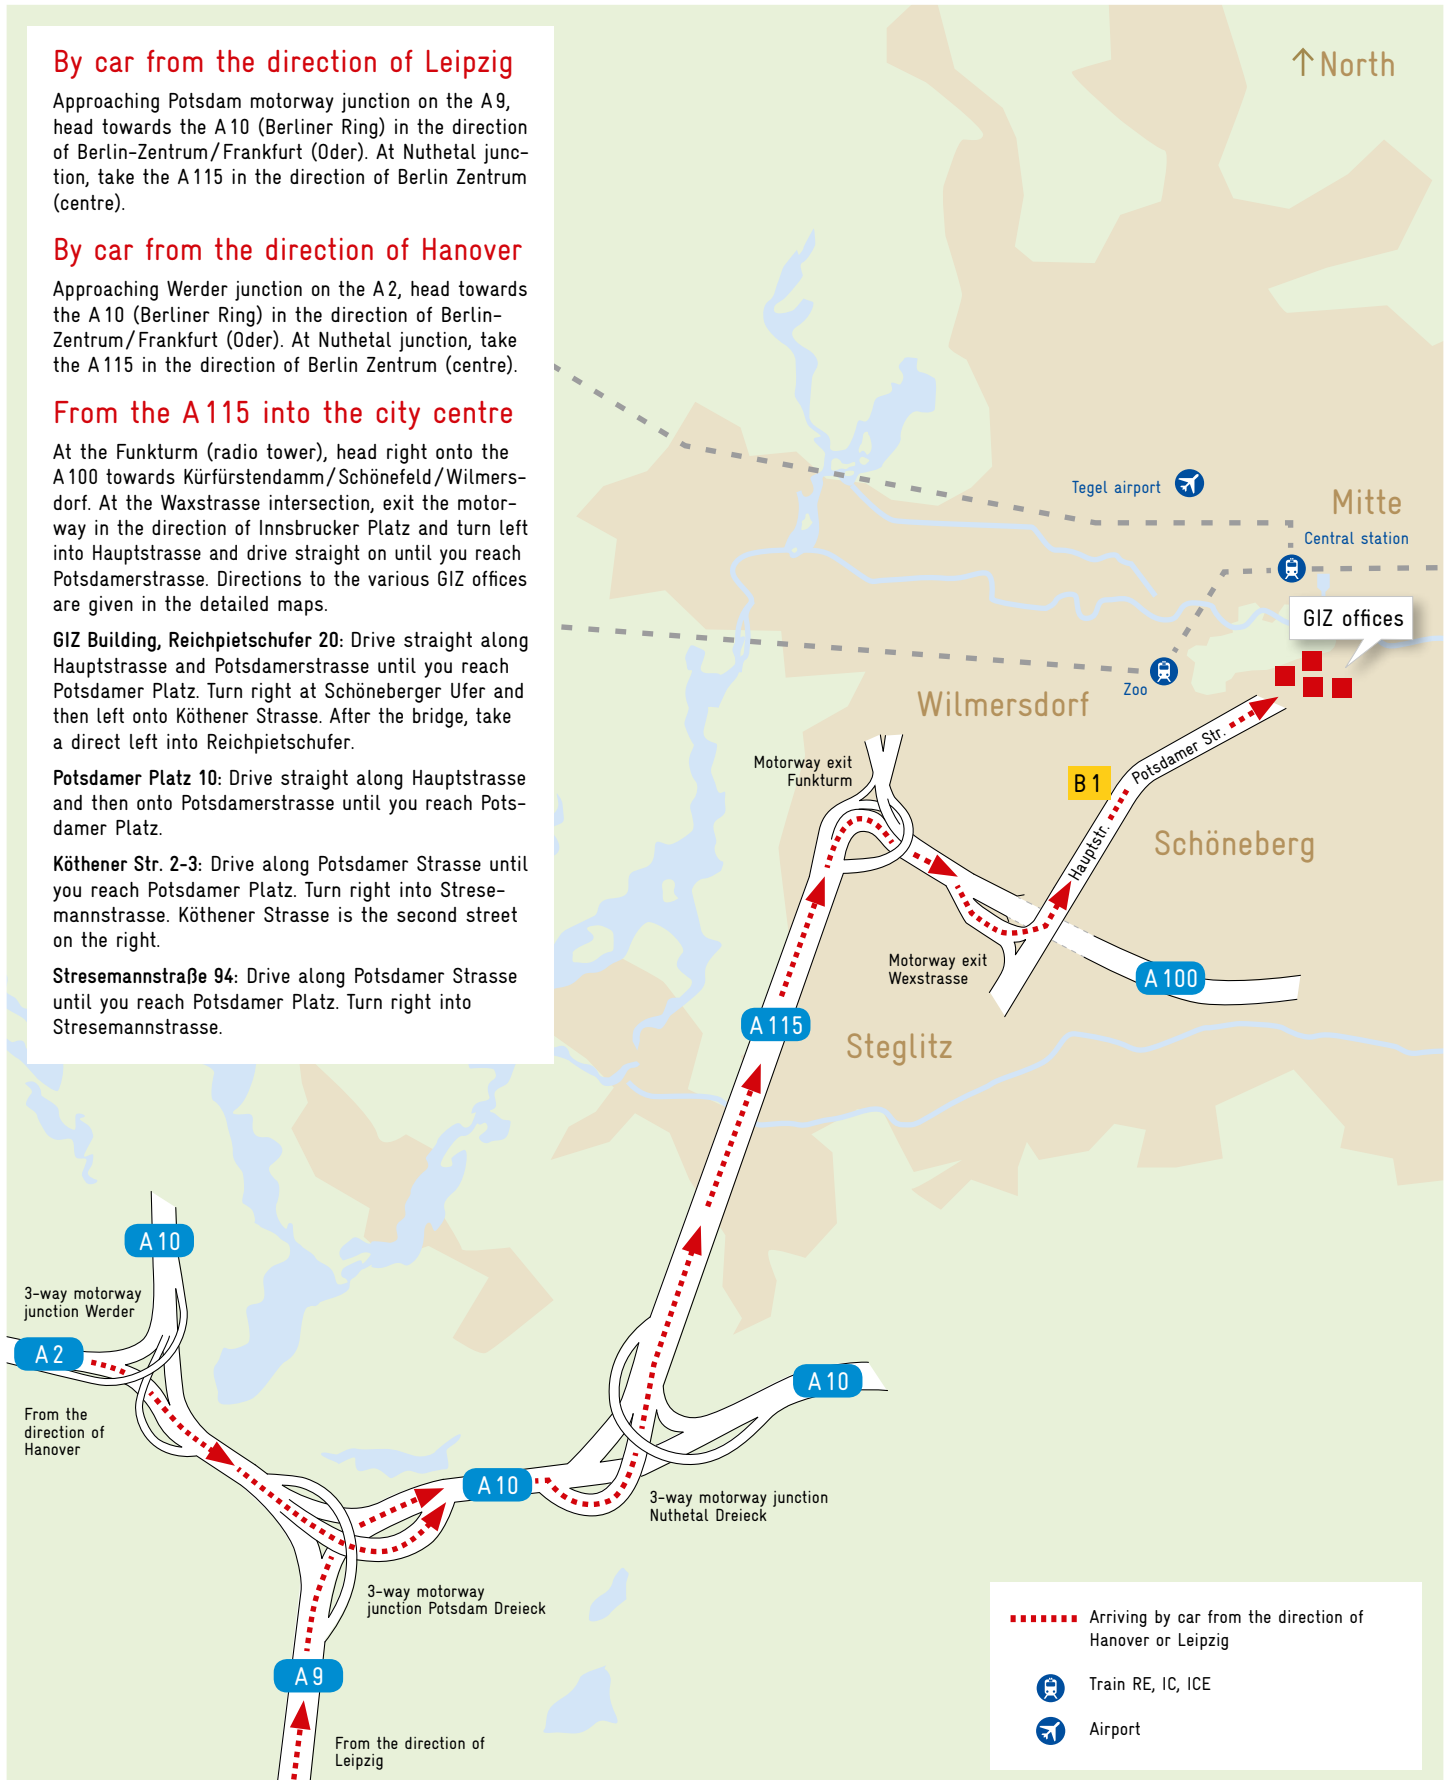 By car from the direction of Leipzig
Approaching Potsdam motorway junction on the A 9,
head towards the A 10 (Berliner Ring) in the direction
of Berlin-Zentrum/Frankfurt (Oder). At Nuthetal junc-
tion, take the A 115 in the direction of Berlin Zentrum
(centre).
By car from the direction of Hanover
Approaching Werder junction on the A 2, head towards
the A 10 (Berliner Ring) in the direction of Berlin-
Zentrum/Frankfurt (Oder). At Nuthetal junction, take
the A 115 in the direction of Berlin Zentrum (centre).
From the A 115 into the city centre
At the Funkturm (radio tower), head right onto the
A 100 towards Kürfürstendamm/Schönefeld/Wilmers-
dorf. At the Waxstrasse intersection, exit the motor-
way in the direction of Innsbrucker Platz and turn left
into Hauptstrasse and drive straight on until you reach
Potsdamerstrasse. Directions to the various GIZ offices
are given in the detailed maps.
GIZ Building, Reichpietschufer 20: Drive straight along
Hauptstrasse and Potsdamerstrasse until you reach
Potsdamer Platz. Turn right at Schöneberger Ufer and
then left onto Köthener Strasse. After the bridge, take
a direct left into Reichpietschufer.
Potsdamer Platz 10: Drive straight along Hauptstrasse
and then onto Potsdamerstrasse until you reach Pots-
damer Platz.
Köthener Str. 2-3: Drive along Potsdamer Strasse until
you reach Potsdamer Platz. Turn right into Strese-
mannstrasse. Köthener Strasse is the second street
on the right.
Stresemannstraße 94: Drive along Potsdamer Strasse
until you reach Potsdamer Platz. Turn right into
Stresemannstrasse.
↑ North
Tegel airport
Mitte
Central station
GIZ offices
Zoo
Wilmersdorf
Motorway exit
Funkturm
Potsdamer Str.
B 1
Hauptstr.
Schöneberg
Motorway exit
Wexstrasse
A 100
A 115
Steglitz
A 10
3-way motorway
junction Werder
A 2
From the
direction of
Hanover
A 10
A 10
3-way motorway junction
Nuthetal Dreieck
3-way motorway
junction Potsdam Dreieck
A 9
From the direction of
Leipzig
Arriving by car from the direction of
Hanover or Leipzig
Train RE, IC, ICE
Airport